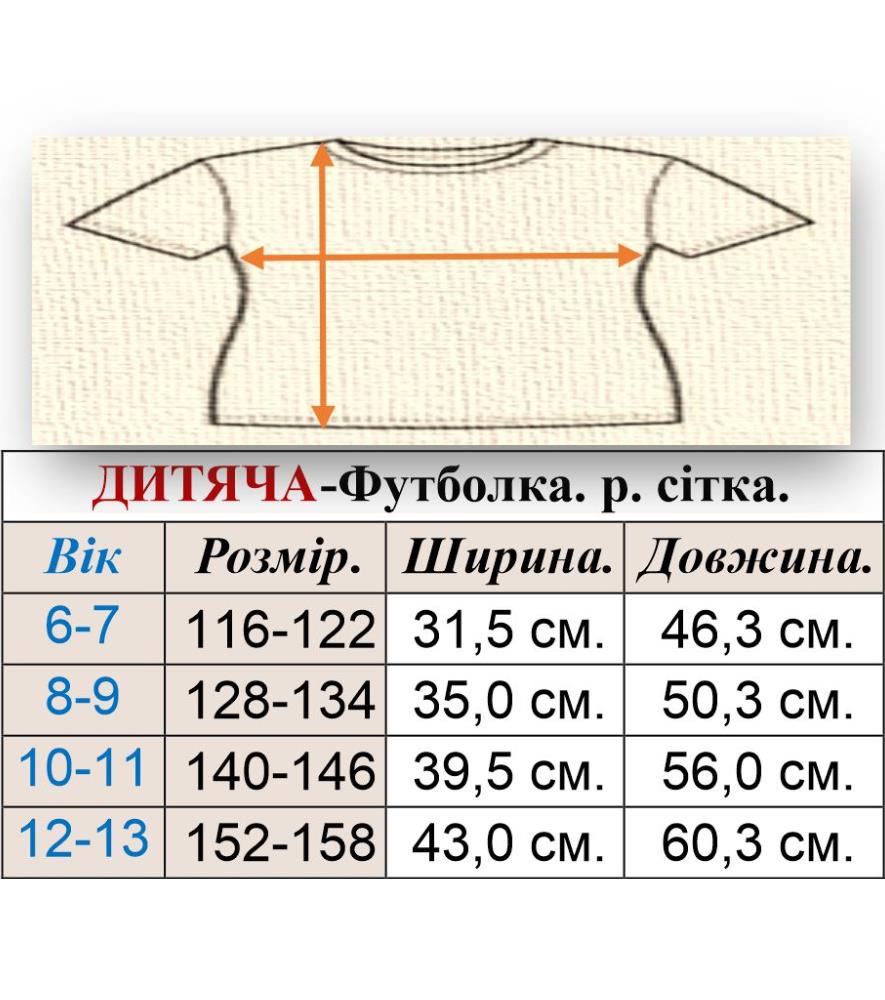 ДИТЯЧА-Футболка. р. сітка.
Вік Розмір. Ширина. Довжина.
6-7 116-122 31,5 см. 46,3 см.
8-9 128-134 35,0 см. 50,3 см.
10-11 140-146 39,5 см. 56,0 см.
12-13 152-158 43,0 см. 60,3 см.